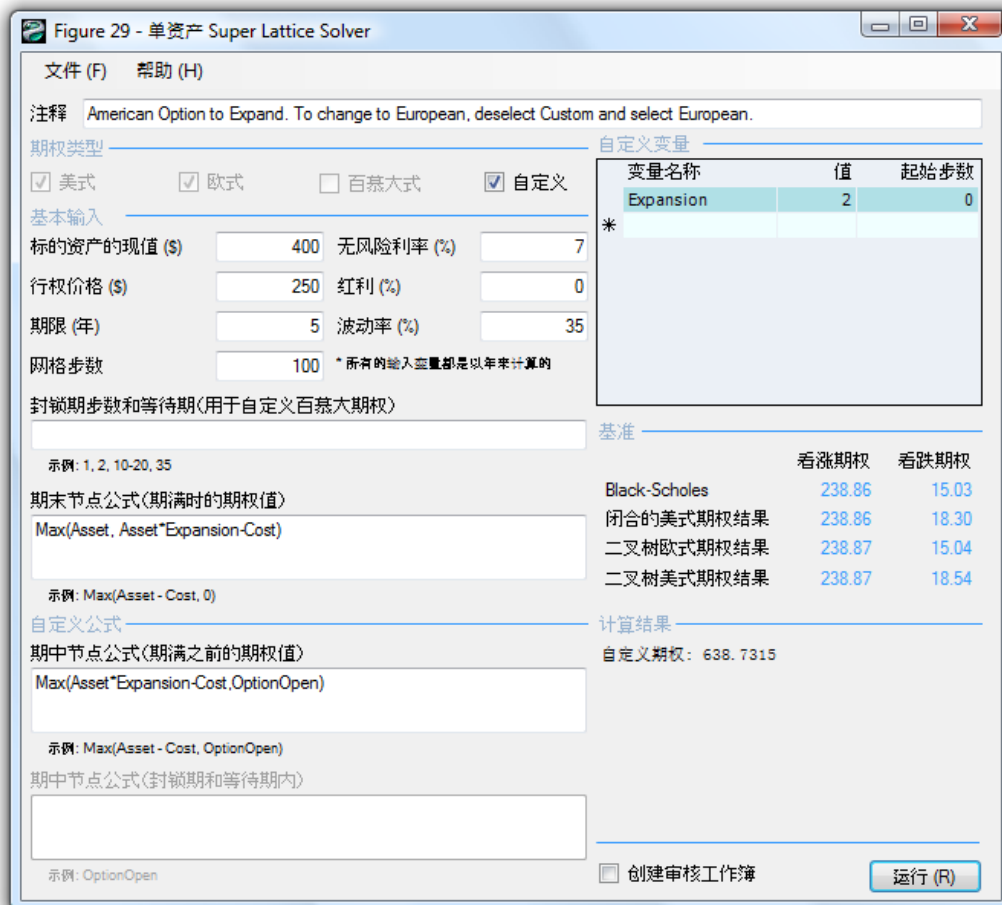 Figure 29 - 单资产 Super Lattice Solver
文件 (F) 帮助 (H)
注释 American Option to Expand. To change to European, deselect Custom and select European.
期权类型
美式 欧式 百慕大式 自定义
基本输入
标的资产的现值 ($) 400 无风险利率 (%) 7
行权价格 ($) 250 红利 (%) 0
期限 (年) 5 波动率 (%) 35
网格步数 100 * 所有的输入变量都是以年来计算的
封锁期步数和等待期(用于自定义百慕大期权)
示例: 1, 2, 10-20, 35
期末节点公式(期满时的期权值)
Max(Asset, Asset*Expansion-Cost)
示例: Max(Asset - Cost, 0)
自定义公式
期中节点公式(期满之前的期权值)
Max(Asset*Expansion-Cost,OptionOpen)
示例: Max(Asset - Cost, OptionOpen)
期中节点公式(封锁期和等待期内)
示例: OptionOpen
自定义变量
变量名称 值 起始步数
Expansion 2 0
*
基准
看涨期权 看跌期权
Black-Scholes 238.86 15.03
闭合的美式期权结果 238.86 18.30
二叉树欧式期权结果 238.87 15.04
二叉树美式期权结果 238.87 18.54
计算结果
自定义期权: 638.7315
创建审核工作簿 运行 (R)